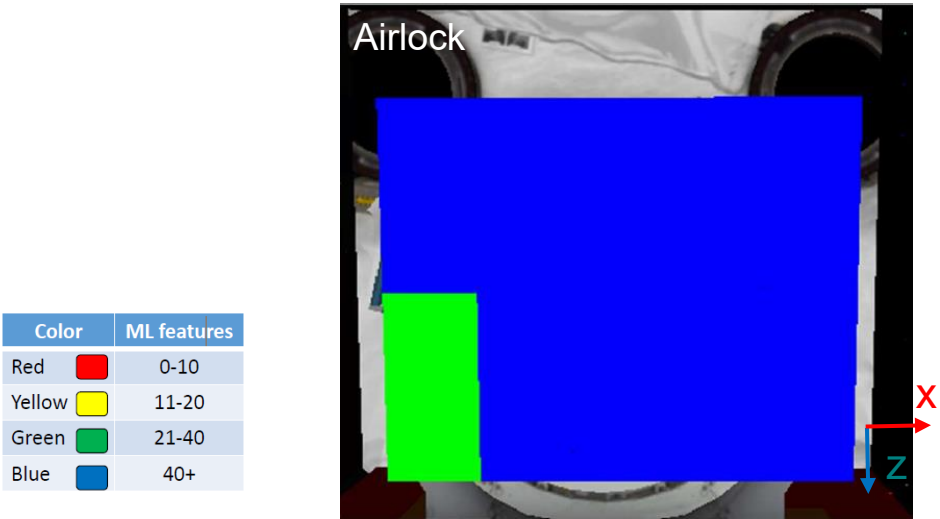 Airlock
Color ML features
Red 0-10
Yellow 11-20
Green 21-40
Blue 40+
X
Z